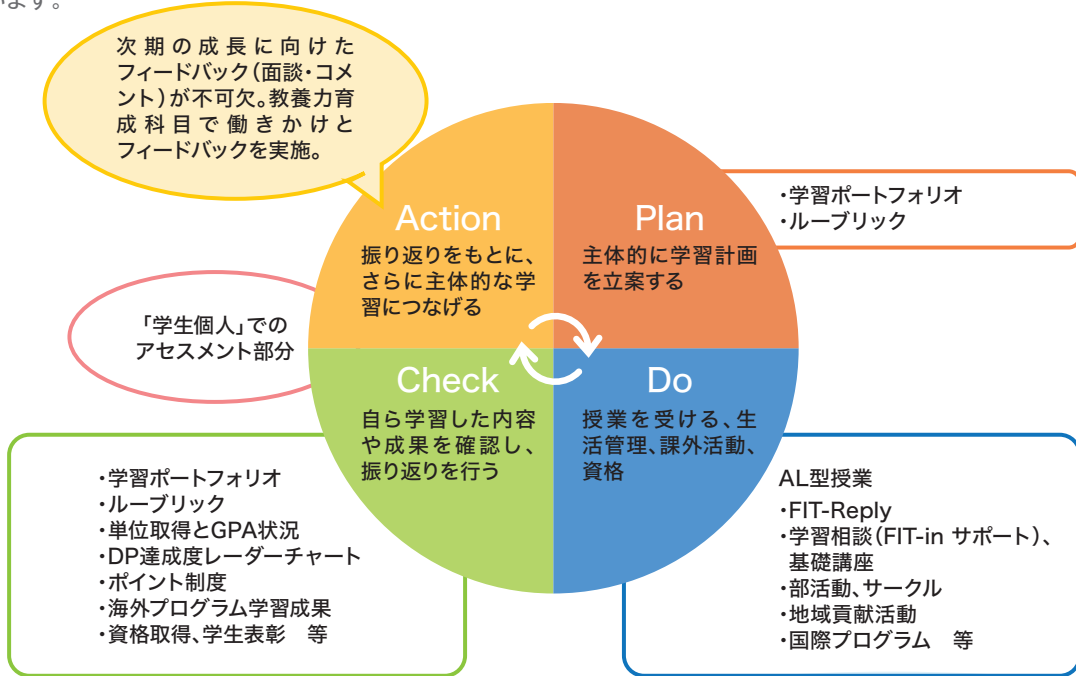 います。
次期の成長に向けた
フィードバック(面談・コメ
ント)が不可欠。教養力育
成科目で働きかけと
フィードバックを実施。
Action
振り返りをもとに、
さらに主体的な学
習につなげる
Plan
主体的に学習計画
を立案する
・学習ポートフォリオ
・ルーブリック
「学生個人」での
アセスメント部分
Check
自ら学習した内容
や成果を確認し、
振り返りを行う
Do
授業を受ける、生
活管理、課外活動、
資格
・学習ポートフォリオ
・ルーブリック
・単位取得とGPA状況
・DP達成度レーダーチャート
・ポイント制度
・海外プログラム学習成果
・資格取得、学生表彰　等
AL型授業
・FIT-Reply
・学習相談(FIT-in サポート)、
基礎講座
・部活動、サークル
・地域貢献活動
・国際プログラム　等